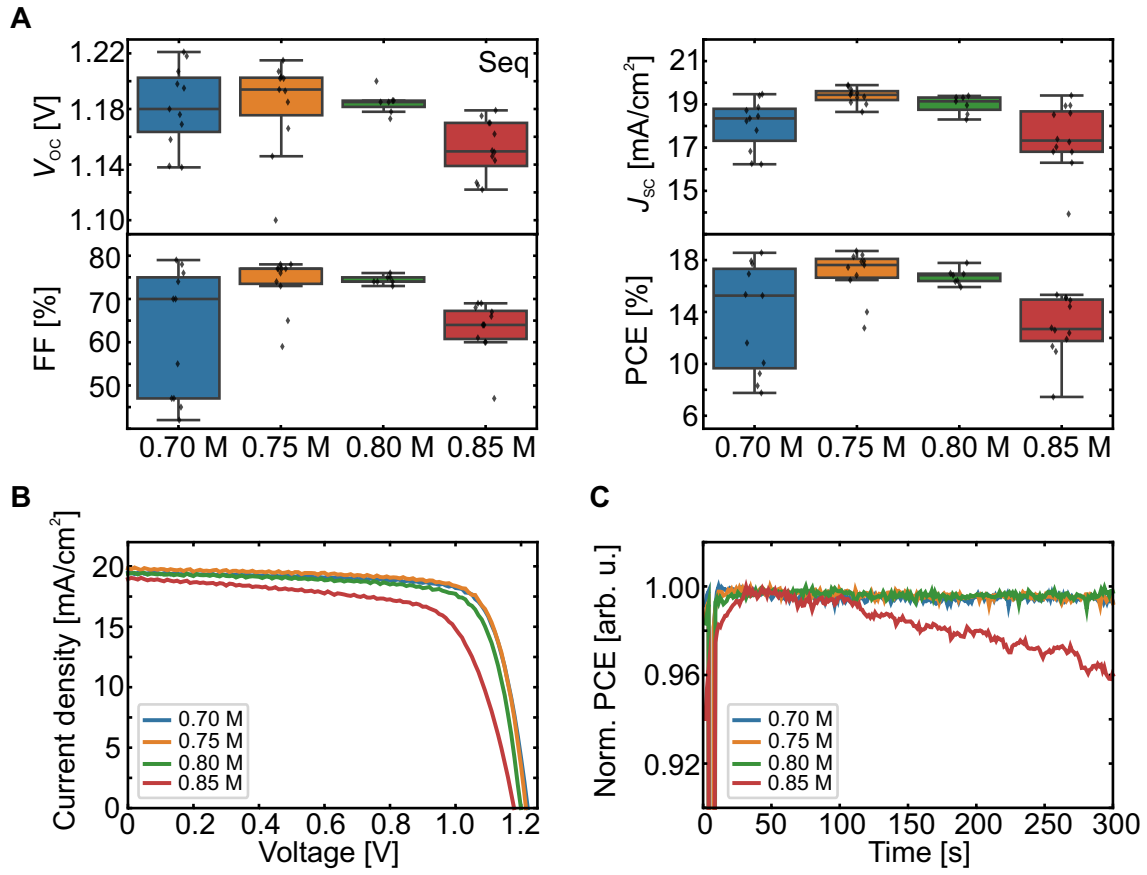 A
Seq
V_oc [V]
1.22
1.18
1.14
1.10
FF [%]
80
70
60
50
0.70 M 0.75 M 0.80 M 0.85 M
J_sc [mA/cm²]
21
19
17
15
PCE [%]
18
14
10
6
0.70 M 0.75 M 0.80 M 0.85 M
B
Current density [mA/cm²]
20
15
10
5
0
0 0.2 0.4 0.6 0.8 1.0 1.2
Voltage [V]
0.70 M
0.75 M
0.80 M
0.85 M
C
Norm. PCE [arb. u.]
1.00
0.96
0.92
0 50 100 150 200 250 300
Time [s]
0.70 M
0.75 M
0.80 M
0.85 M